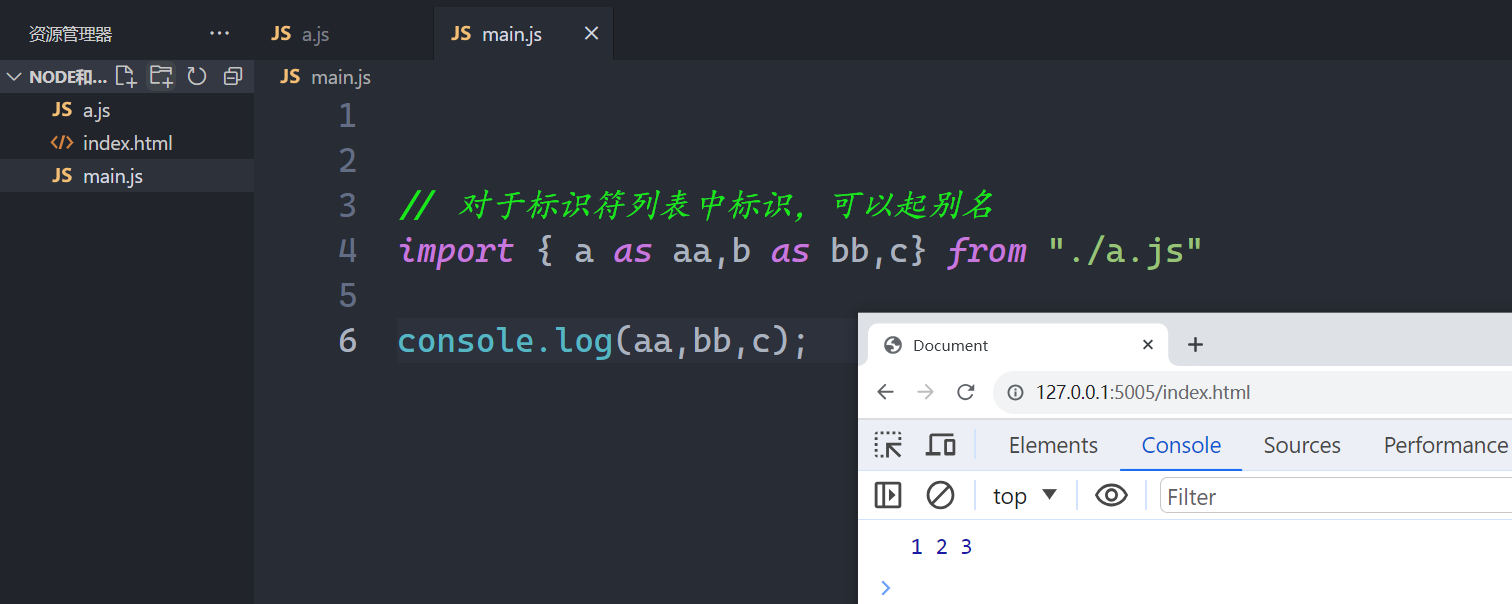 资源管理器 ...
JS a.js
JS main.js
NODE和...
JS a.js
</> index.html
JS main.js
JS main.js
1
2
3 // 对于标识符列表中标识，可以起别名
4 import { a as aa,b as bb,c} from "./a.js"
5
6 console.log(aa,bb,c);
Document
127.0.0.1:5005/index.html
Elements Console Sources Performance
top Filter
1 2 3